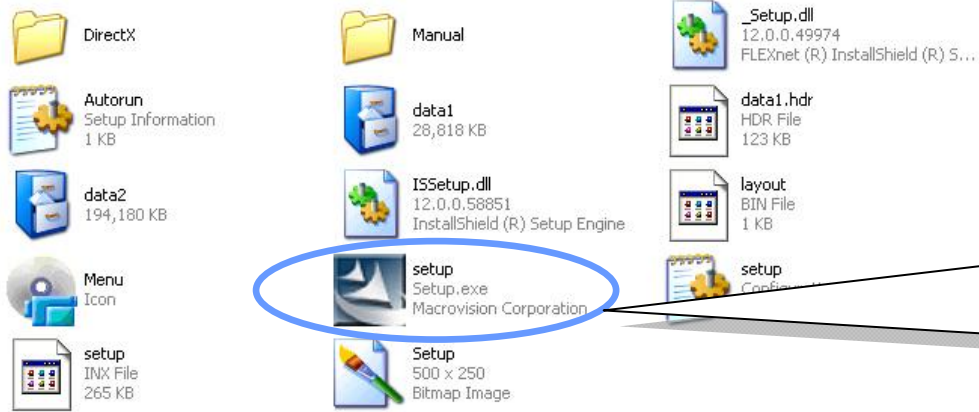 DirectX
Manual
_Setup.dll
12.0.0.49974
FLEXnet (R) InstallShield (R) S...
Autorun
Setup Information
1 KB
data1
28,818 KB
data1.hdr
HDR File
123 KB
data2
194,180 KB
ISSetup.dll
12.0.0.58851
InstallShield (R) Setup Engine
layout
BIN File
1 KB
Menu
Icon
setup
Setup.exe
Macrovision Corporation
setup
setup
INX File
265 KB
Setup
500 x 250
Bitmap Image